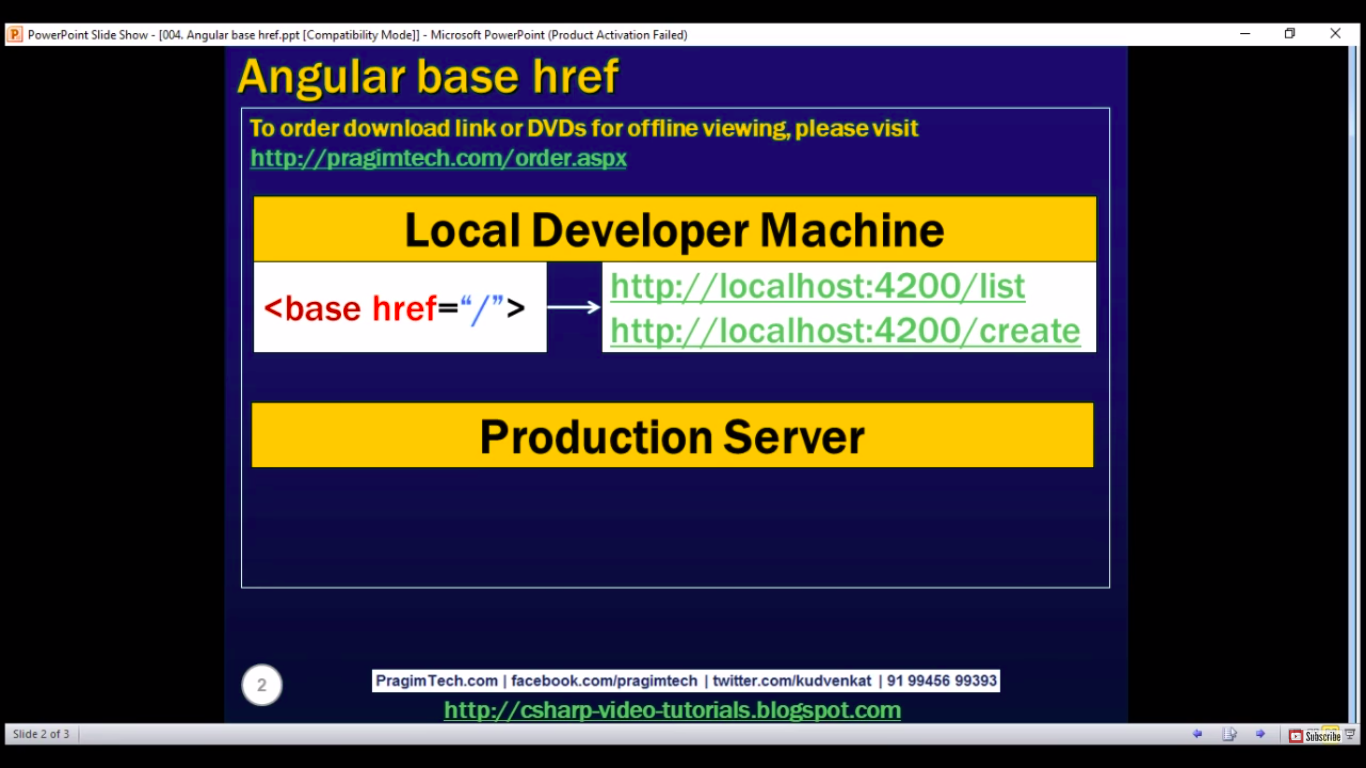 PowerPoint Slide Show - [004. Angular base href.ppt [Compatibility Mode]] - Microsoft PowerPoint (Product Activation Failed)
Angular base href
To order download link or DVDs for offline viewing, please visit
http://pragimtech.com/order.aspx
Local Developer Machine
<base href=“/”>
http://localhost:4200/list
http://localhost:4200/create
Production Server
2
PragimTech.com | facebook.com/pragimtech | twitter.com/kudvenkat | 91 99456 99393
http://csharp-video-tutorials.blogspot.com
Slide 2 of 3
Subscribe